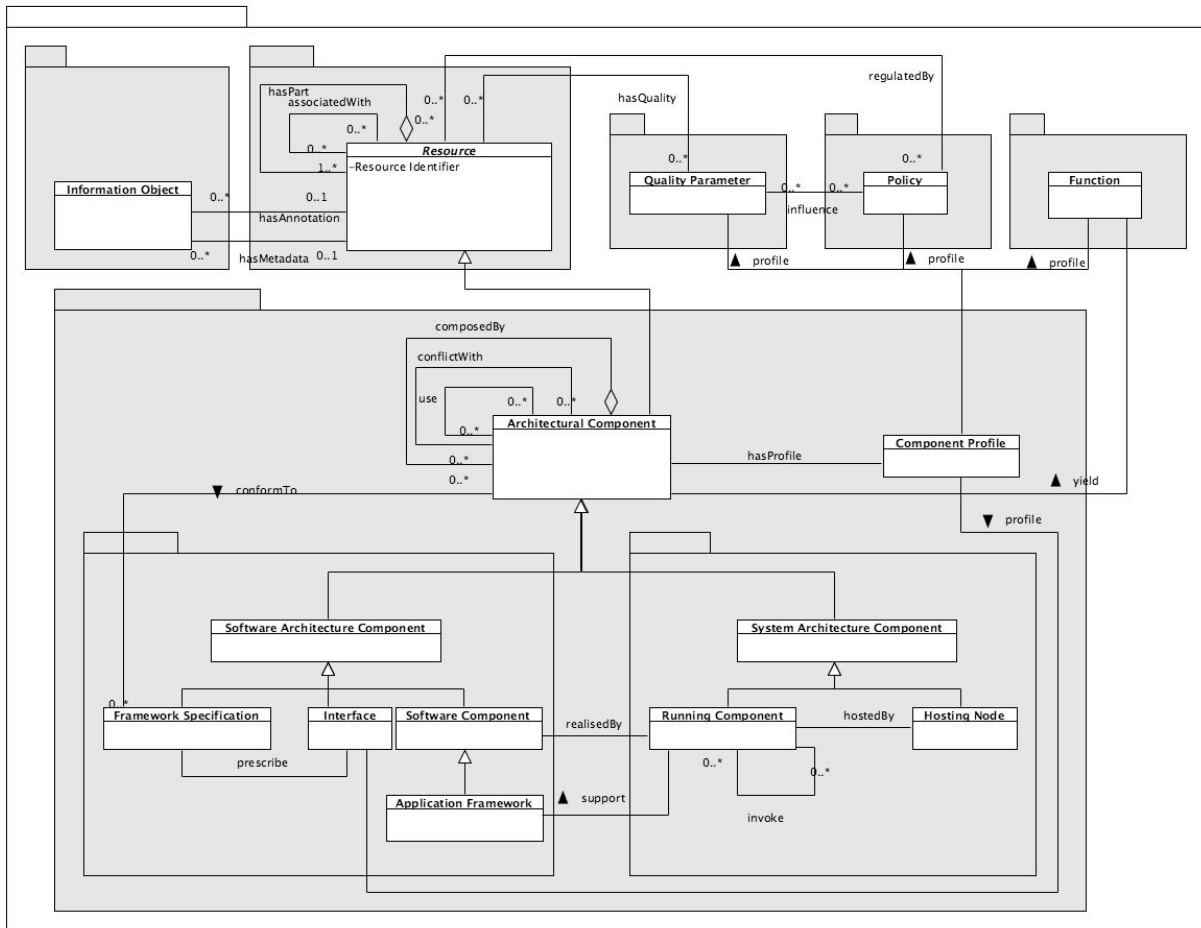 hasPart
associatedWith
0..*
0..*
0..*
0..*
0..*
1..*
Resource
–Resource Identifier
hasQuality
regulatedBy
0..*
0..*
Information Object
0..*
0..1
hasAnnotation
0..*
hasMetadata
0..1
Quality Parameter
0..*
0..*
influence
Policy
Function
profile
profile
profile
composedBy
conflictWith
use
0..*
0..*
0..*
0..*
0..*
Architectural Component
hasProfile
Component Profile
conformTo
yield
profile
Software Architecture Component
System Architecture Component
0..*
Framework Specification
Interface
Software Component
realisedBy
Running Component
hostedBy
Hosting Node
prescribe
0..*
0..*
Application Framework
support
invoke